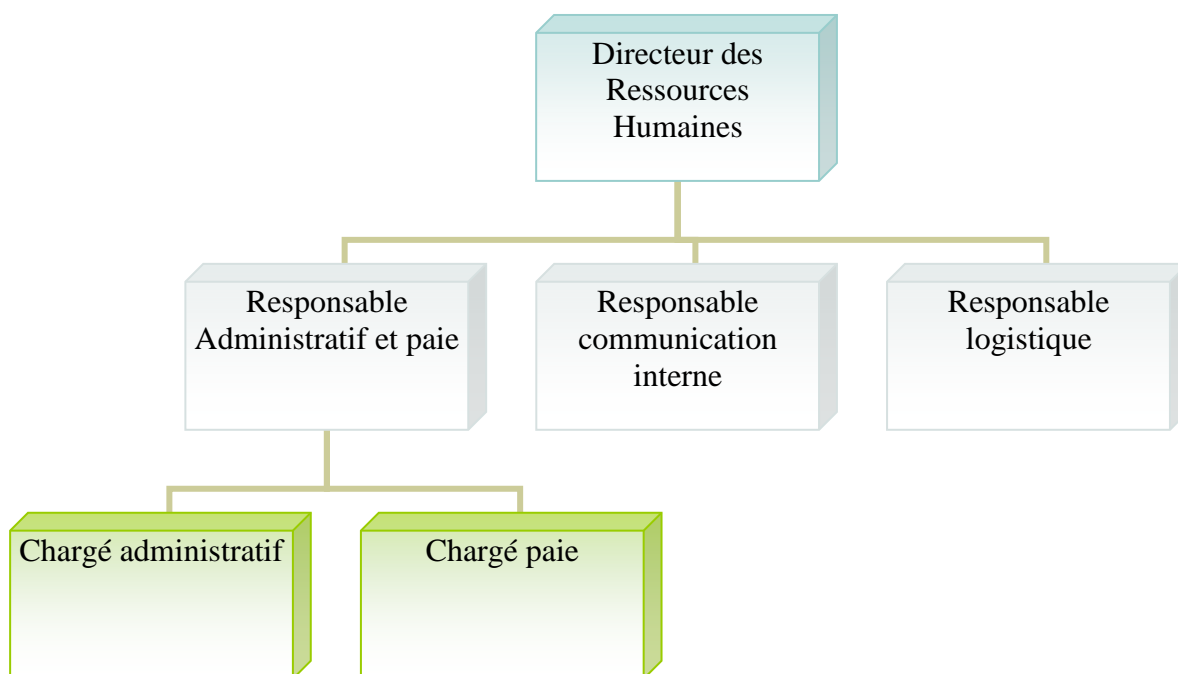 Directeur des
Ressources
Humaines
Responsable
Administratif et paie
Responsable
communication
interne
Responsable
logistique
Chargé administratif
Chargé paie